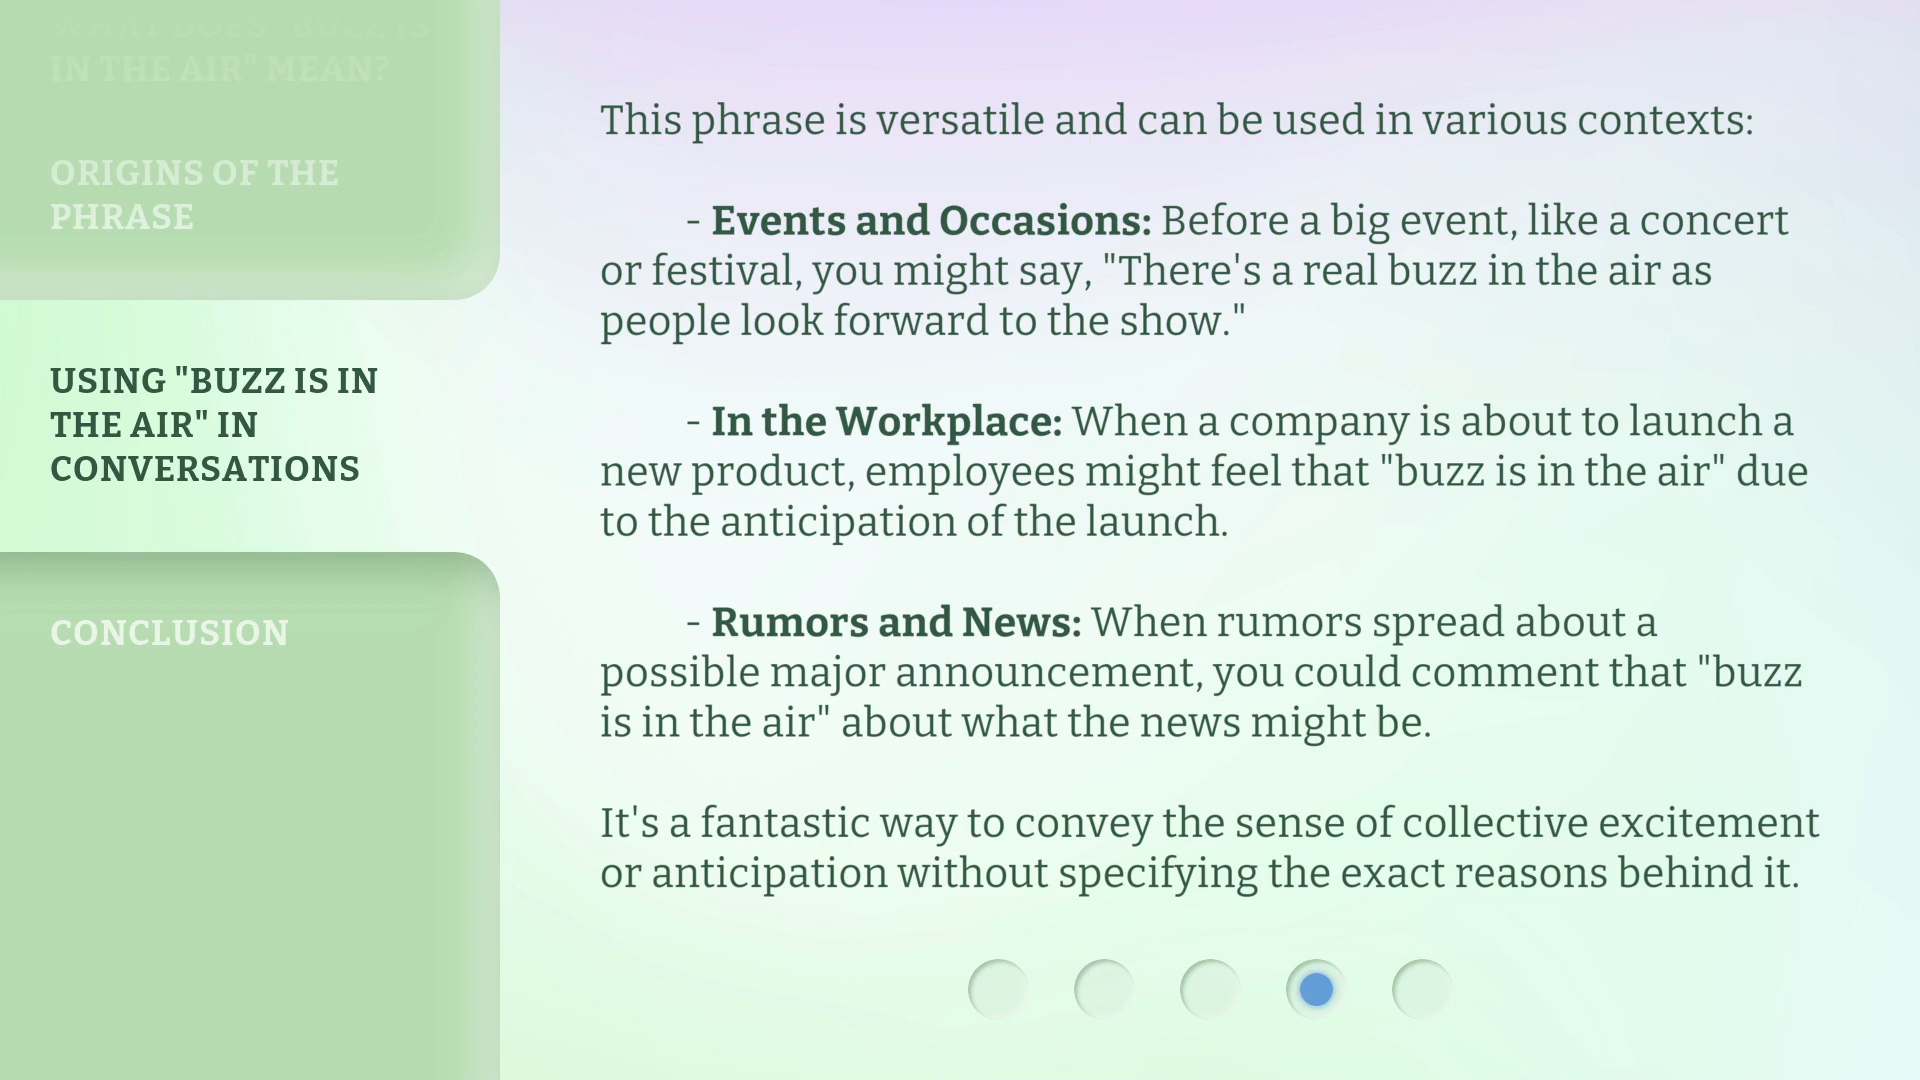 WHAT DOES "BUZZ IS
IN THE AIR" MEAN?
ORIGINS OF THE
PHRASE
USING "BUZZ IS IN
THE AIR" IN
CONVERSATIONS
CONCLUSION
This phrase is versatile and can be used in various contexts:
- Events and Occasions: Before a big event, like a concert
or festival, you might say, "There's a real buzz in the air as
people look forward to the show."
- In the Workplace: When a company is about to launch a
new product, employees might feel that "buzz is in the air" due
to the anticipation of the launch.
- Rumors and News: When rumors spread about a
possible major announcement, you could comment that "buzz
is in the air" about what the news might be.
It's a fantastic way to convey the sense of collective excitement
or anticipation without specifying the exact reasons behind it.